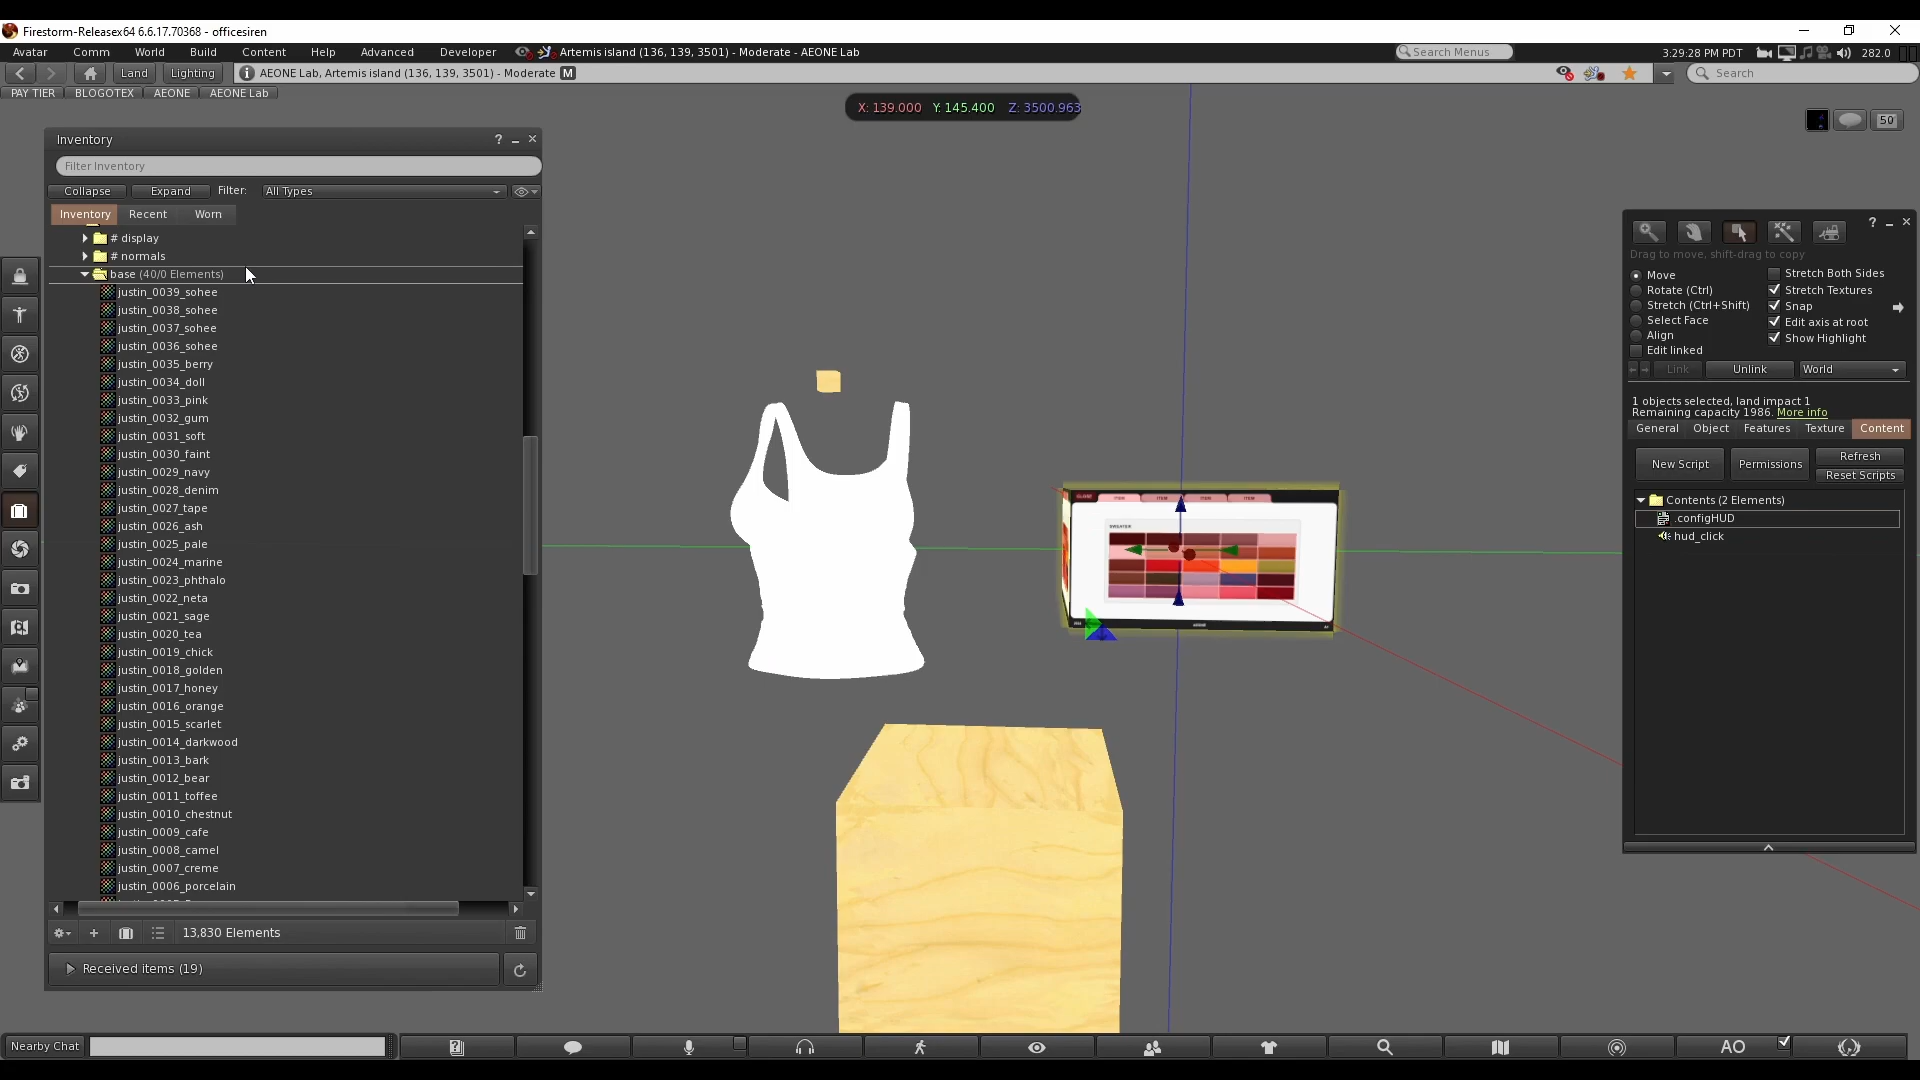 Firestorm-Releasex64 6.6.17.70368 - officesiren
Avatar Comm World Build Content Help Advanced Developer Artemis island (136, 139, 3501) - Moderate - AEONE Lab Search Menus 3:29:28 PM PDT 282.0
Land Lighting AEONE Lab, Artemis island (136, 139, 3501) - Moderate M Search
PAY TIER BLOGOTEX AEONE AEONE Lab
X: 139.000 Y: 145.400 Z: 3500.963
50
Inventory
Filter Inventory
Collapse Expand Filter: All Types
Inventory Recent Worn
# display
# normals
base (40/0 Elements)
justin_0039_sohee
justin_0038_sohee
justin_0037_sohee
justin_0036_sohee
justin_0035_berry
justin_0034_doll
justin_0033_pink
justin_0032_gum
justin_0031_soft
justin_0030_faint
justin_0029_navy
justin_0028_denim
justin_0027_tape
justin_0026_ash
justin_0025_pale
justin_0024_marine
justin_0023_phthalo
justin_0022_neta
justin_0021_sage
justin_0020_tea
justin_0019_chick
justin_0018_golden
justin_0017_honey
justin_0016_orange
justin_0015_scarlet
justin_0014_darkwood
justin_0013_bark
justin_0012_bear
justin_0011_toffee
justin_0010_chestnut
justin_0009_cafe
justin_0008_camel
justin_0007_creme
justin_0006_porcelain
13,830 Elements
Received items (19)
ITEM ITEM ITEM ITEM
SWEATER
Drag to move, shift-drag to copy
Move
Rotate (Ctrl)
Stretch (Ctrl+Shift)
Select Face
Align
Edit linked
Stretch Both Sides
Stretch Textures
Snap
Edit axis at root
Show Highlight
Link Unlink World
1 objects selected, land impact 1
Remaining capacity 1986. More info
General Object Features Texture Content
New Script Permissions Refresh
Reset Scripts
Contents (2 Elements)
.configHUD
hud_click
Nearby Chat
AO